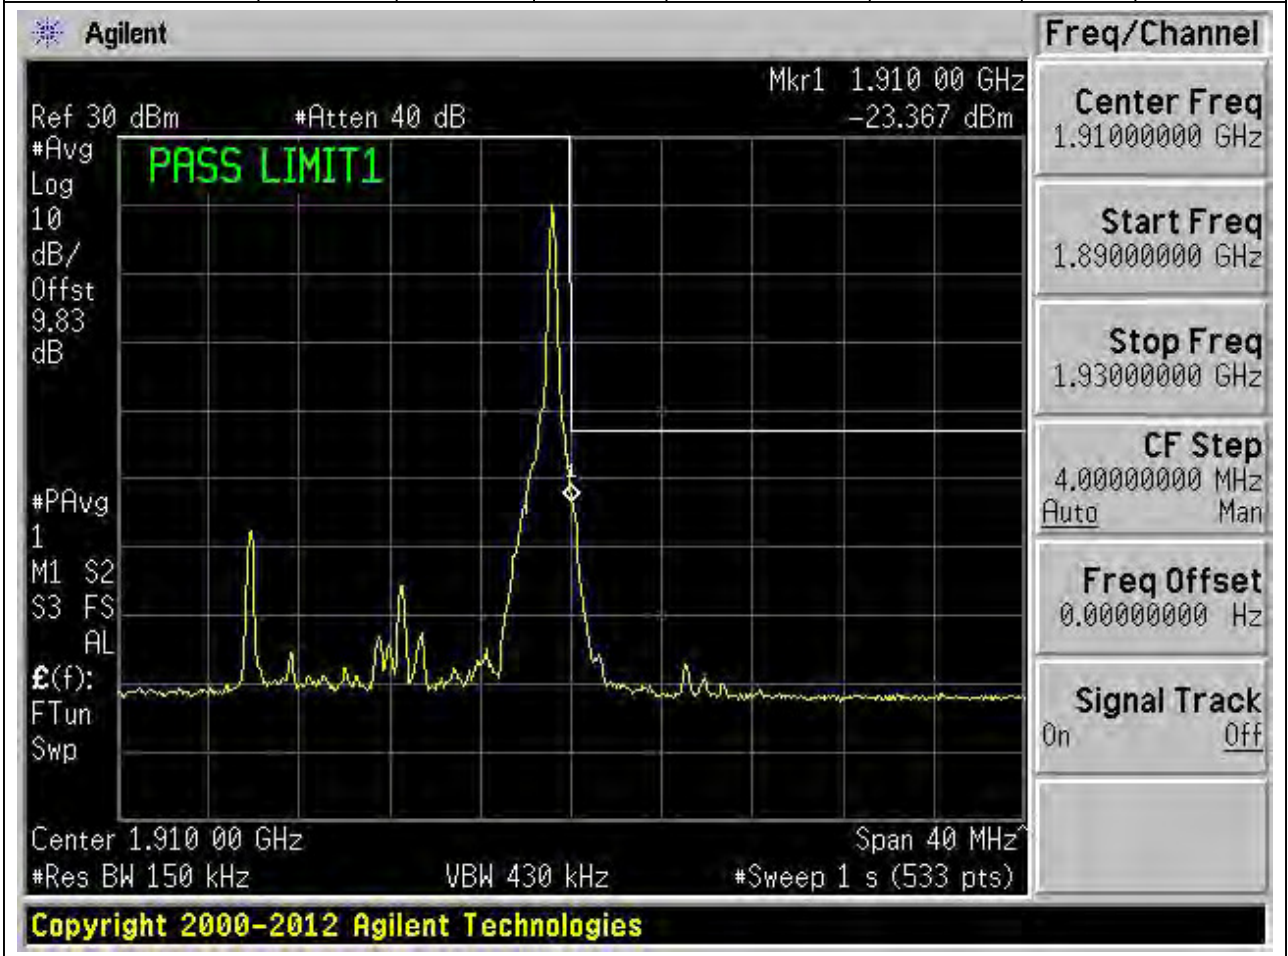 Agilent
Freq/Channel
Mkr1 1.910 00 GHz
Ref 30 dBm #Atten 40 dB -23.367 dBm
#Avg
Log
10
dB/
Offst
9.83
dB
PASS LIMIT1
#PAvg
1
M1 S2
S3 FS
AL
£(f):
FTun
Swp
Center 1.910 00 GHz Span 40 MHz^
#Res BW 150 kHz VBW 430 kHz #Sweep 1 s (533 pts)
Copyright 2000-2012 Agilent Technologies
Center Freq
1.91000000 GHz
Start Freq
1.89000000 GHz
Stop Freq
1.93000000 GHz
CF Step
4.00000000 MHz
Auto Man
Freq Offset
0.00000000 Hz
Signal Track
On Off